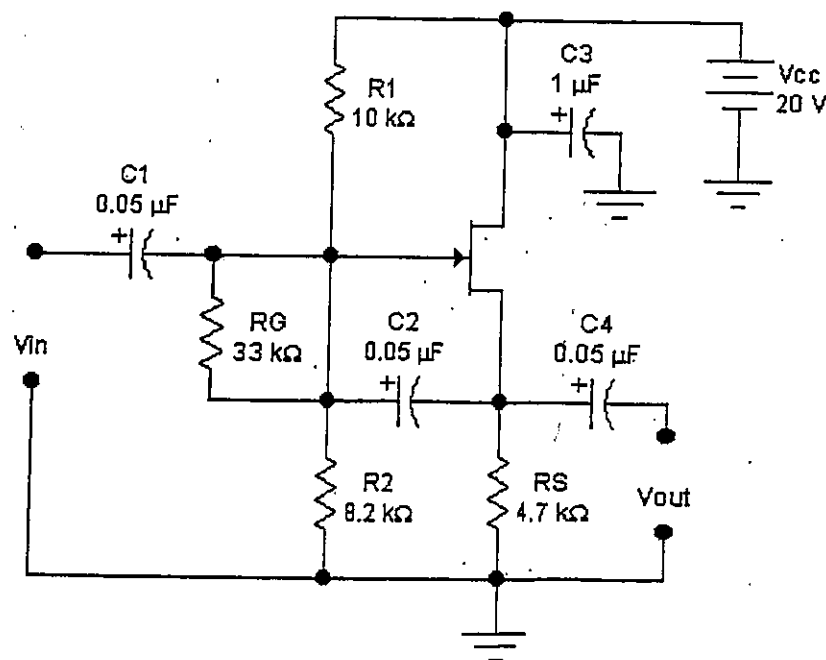 C3
1 µF
+
Vcc
20 V
R1
10 kΩ
C1
0.05 µF
+
Vin
RG
33 kΩ
C2
0.05 µF
+
C4
0.05 µF
+
R2
8.2 kΩ
RS
4.7 kΩ
Vout